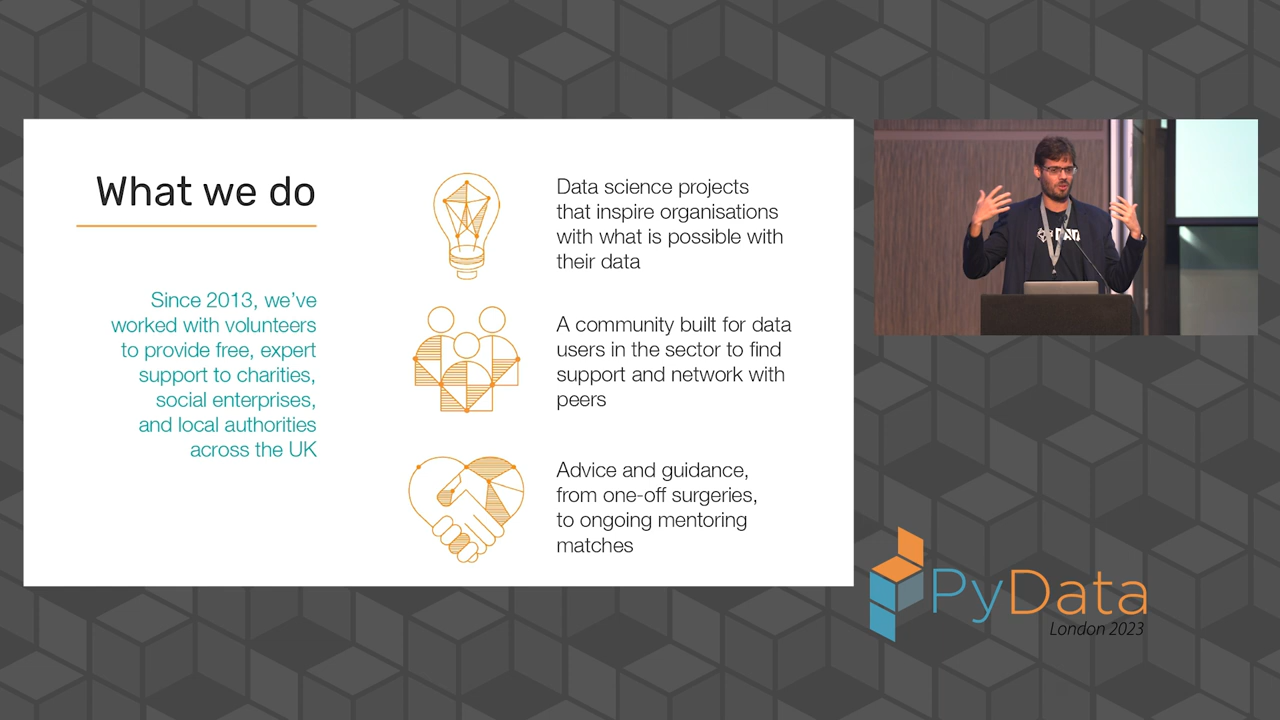 What we do
Since 2013, we've
worked with volunteers
to provide free, expert
support to charities,
social enterprises,
and local authorities
across the UK
Data science projects
that inspire organisations
with what is possible with
their data
A community built for data
users in the sector to find
support and network with
peers
Advice and guidance,
from one-off surgeries,
to ongoing mentoring
matches
PyData
London 2023